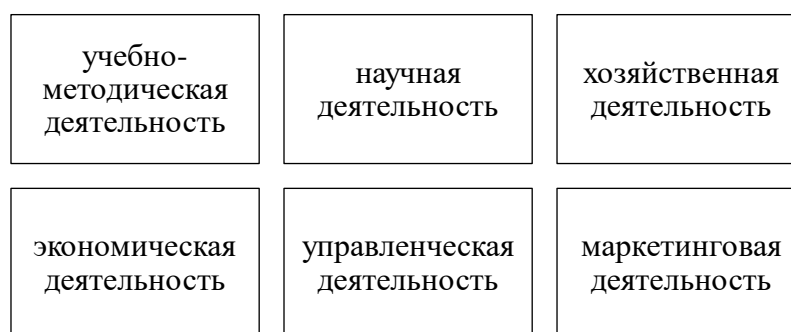 учебно-
методическая
деятельность
научная
деятельность
хозяйственная
деятельность
экономическая
деятельность
управленческая
деятельность
маркетинговая
деятельность